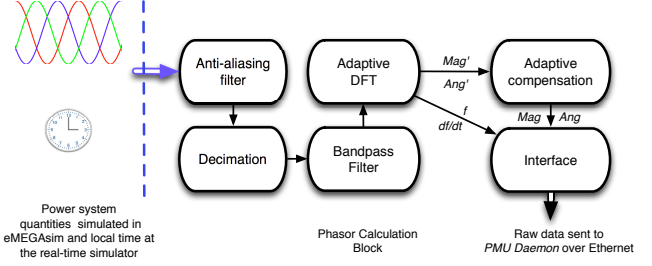 Anti-aliasing
filter
Decimation
Bandpass
Filter
Adaptive
DFT
Mag'
Ang'
f
df/dt
Adaptive
compensation
Mag Ang
Interface
Power system
quantities simulated in
eMEGAsim and local time at
the real-time simulator
Phasor Calculation
Block
Raw data sent to
PMU Daemon over Ethernet